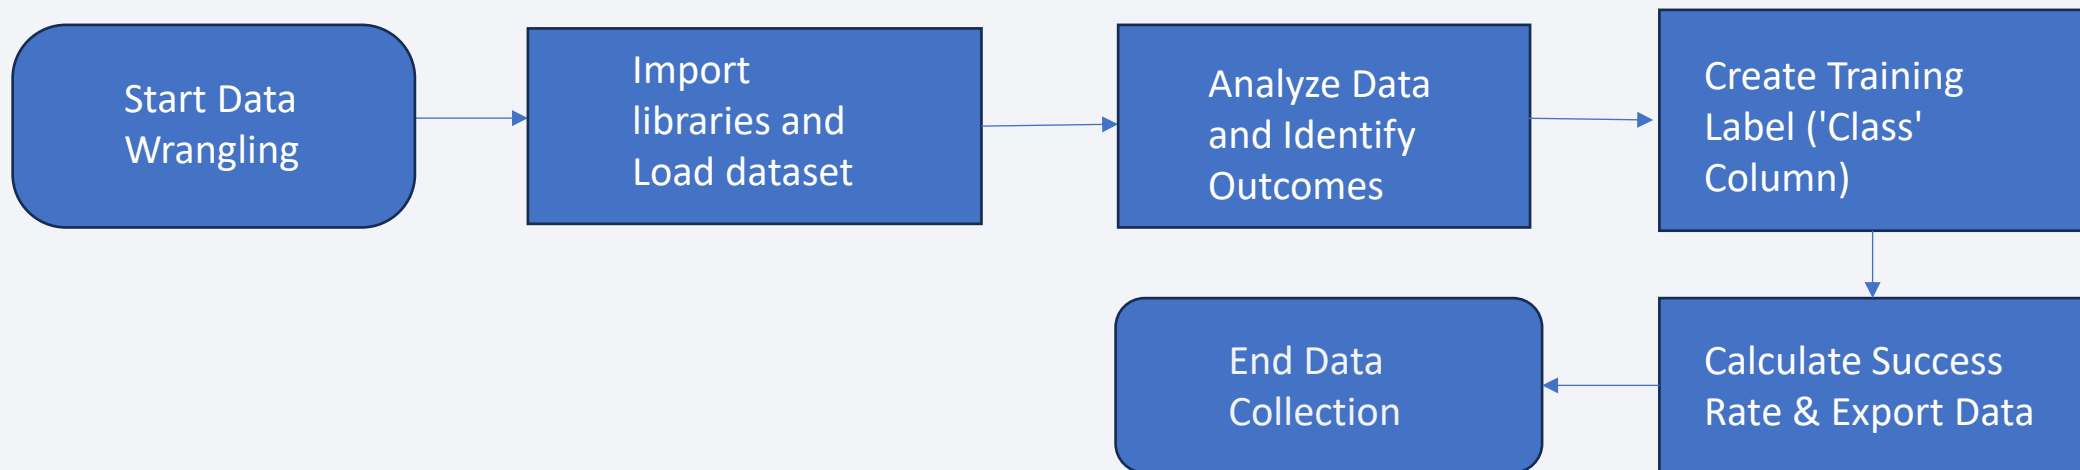 Start Data
Wrangling
Import
libraries and
Load dataset
Analyze Data
and Identify
Outcomes
Create Training
Label ('Class'
Column)
Calculate Success
Rate & Export Data
End Data
Collection